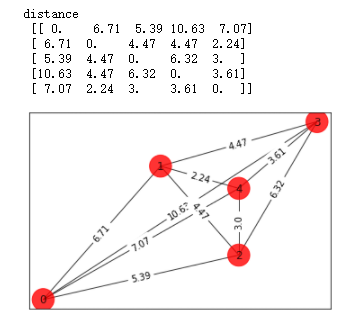 distance
[[ 0. 6.71 5.39 10.63 7.07]
[ 6.71 0. 4.47 4.47 2.24]
[ 5.39 4.47 0. 6.32 3. ]
[10.63 4.47 6.32 0. 3.61]
[ 7.07 2.24 3. 3.61 0. ]]
3
4.47
3.61
1
2.24
4
10.63
4.47
6.32
6.71
3.0
7.07
2
5.39
0